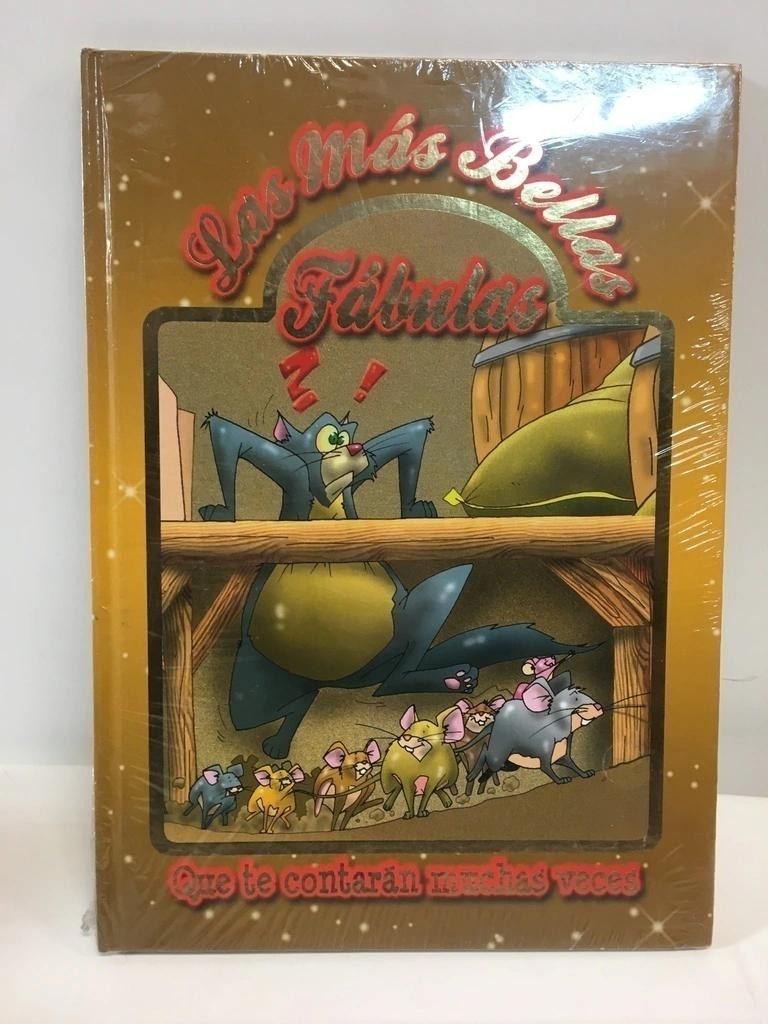 Las Más Bellas
Fábulas
Que te contarán muchas veces